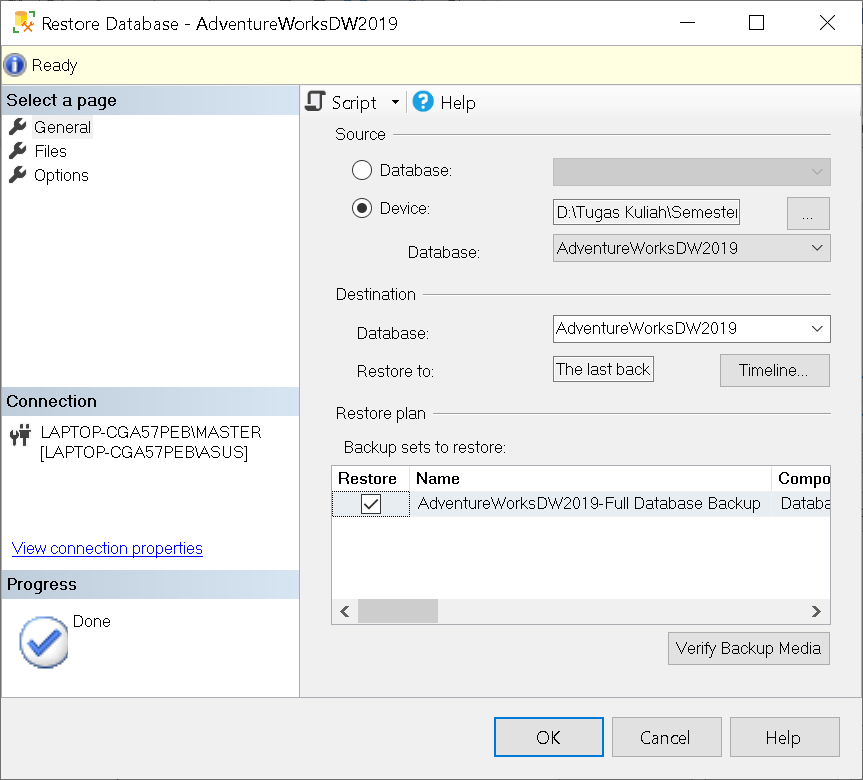 Restore Database - AdventureWorksDW2019
Ready
Select a page
General
Files
Options
Connection
LAPTOP-CGA57PEB\MASTER
[LAPTOP-CGA57PEB\ASUS]
View connection properties
Progress
Done
Script
Help
Source
Database:
Device:
D:\Tugas Kuliah\Semester
...
Database:
AdventureWorksDW2019
Destination
Database:
AdventureWorksDW2019
Restore to:
The last back
Timeline...
Restore plan
Backup sets to restore:
Restore Name Compo
AdventureWorksDW2019-Full Database Backup Databa
Verify Backup Media
OK
Cancel
Help